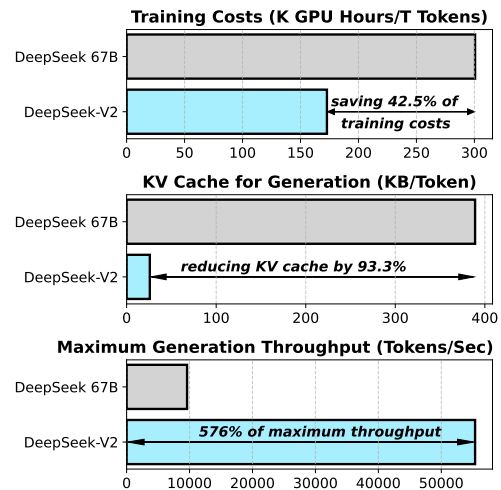 Training Costs (K GPU Hours/T Tokens)
DeepSeek 67B
DeepSeek-V2
saving 42.5% of
training costs
0 50 100 150 200 250 300
KV Cache for Generation (KB/Token)
DeepSeek 67B
DeepSeek-V2
reducing KV cache by 93.3%
0 100 200 300 400
Maximum Generation Throughput (Tokens/Sec)
DeepSeek 67B
DeepSeek-V2
576% of maximum throughput
0 10000 20000 30000 40000 50000